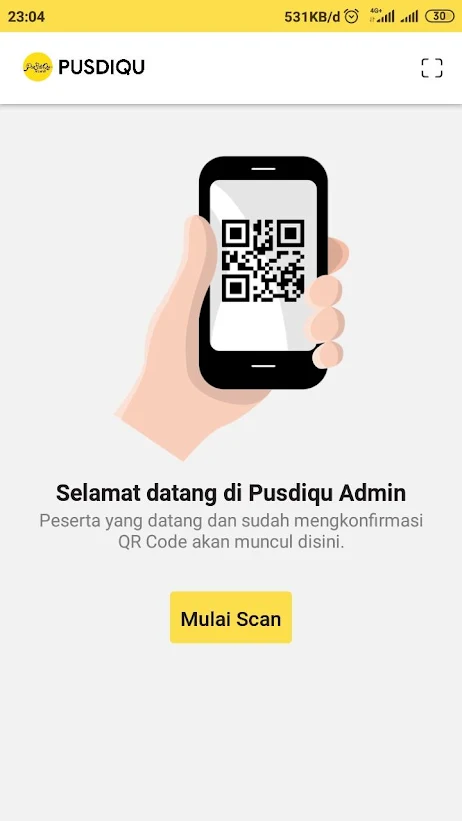 23:04
531KB/d
4G+
30
PUSDIQU
Selamat datang di Pusdiqu Admin
Peserta yang datang dan sudah mengkonfirmasi
QR Code akan muncul disini.
Mulai Scan